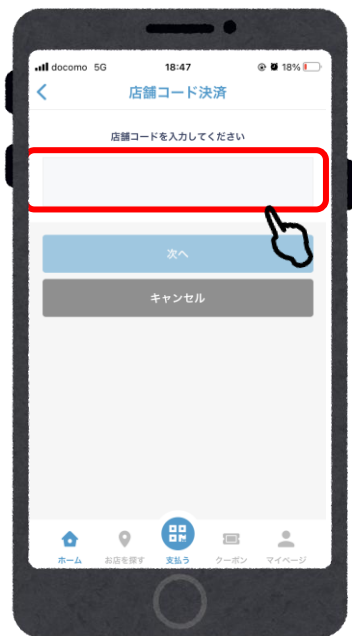 docomo 5G 18:47 18%
店舗コード決済
店舗コードを入力してください
次へ
キャンセル
ホーム お店を探す 支払う クーポン マイページ